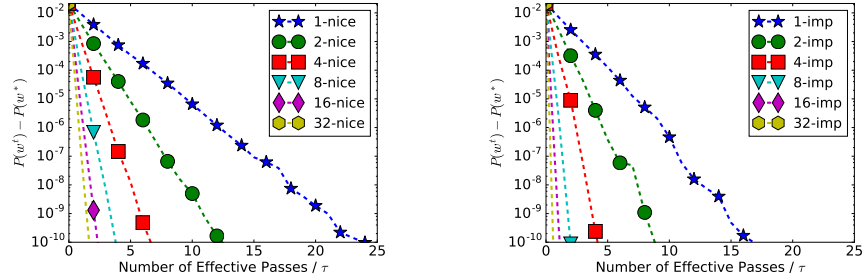 10^{-2}
10^{-3}
10^{-4}
10^{-5}
10^{-6}
10^{-7}
10^{-8}
10^{-9}
10^{-10}
P(w^t) − P(w^*)
0 5 10 15 20 25
Number of Effective Passes / τ
1-nice
2-nice
4-nice
8-nice
16-nice
32-nice
10^{-2}
10^{-3}
10^{-4}
10^{-5}
10^{-6}
10^{-7}
10^{-8}
10^{-9}
10^{-10}
P(w^t) − P(w^*)
0 5 10 15 20 25
Number of Effective Passes / τ
1-imp
2-imp
4-imp
8-imp
16-imp
32-imp